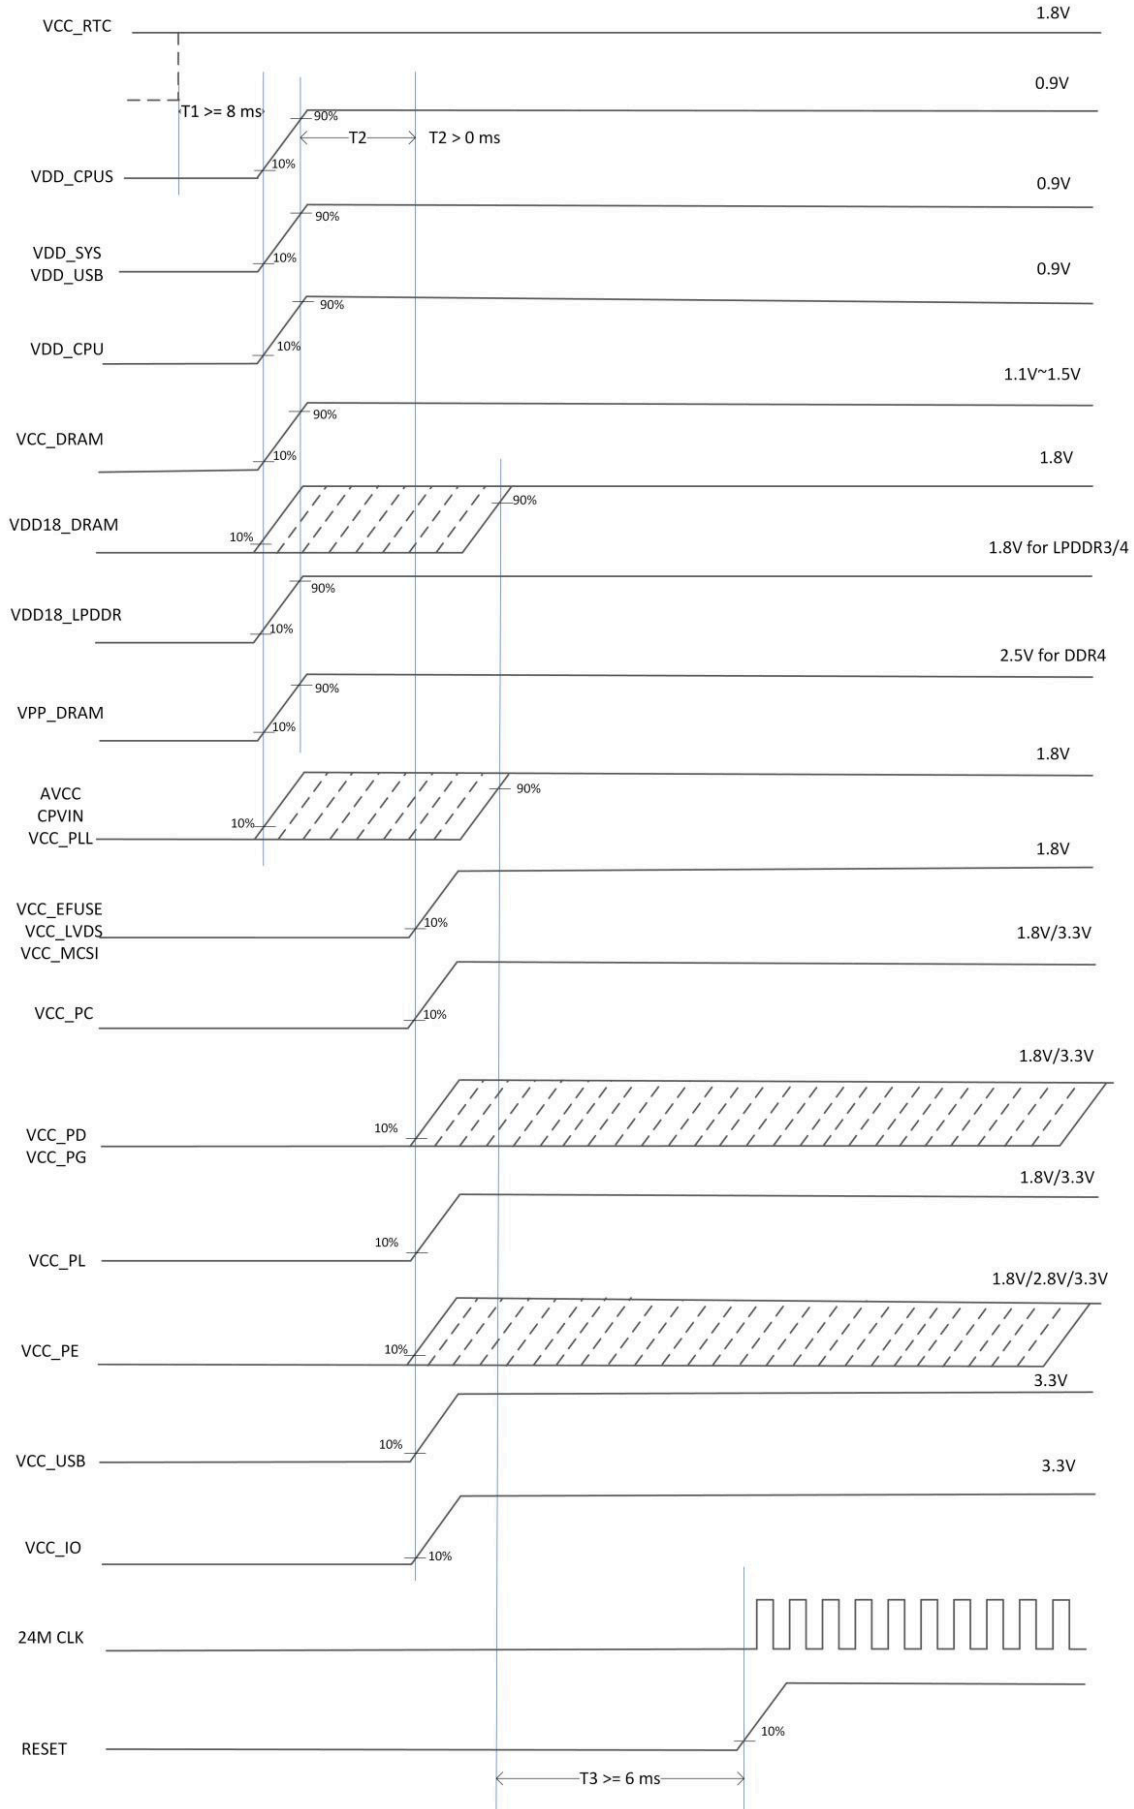 1.8V
VCC_RTC
0.9V
T1 >= 8 ms
90%
T2
T2 > 0 ms
10%
VDD_CPUS
0.9V
90%
VDD_SYS
10%
VDD_USB
0.9V
90%
10%
VDD_CPU
1.1V~1.5V
90%
VCC_DRAM
10%
1.8V
90%
VDD18_DRAM
10%
1.8V for LPDDR3/4
90%
VDD18_LPDDR
10%
2.5V for DDR4
90%
VPP_DRAM
10%
1.8V
90%
AVCC
CPVIN
10%
VCC_PLL
1.8V
VCC_EFUSE
10%
VCC_LVDS
1.8V/3.3V
VCC_MCSI
VCC_PC
10%
1.8V/3.3V
10%
VCC_PD
VCC_PG
1.8V/3.3V
10%
VCC_PL
1.8V/2.8V/3.3V
10%
VCC_PE
3.3V
10%
VCC_USB
3.3V
VCC_IO
10%
24M CLK
10%
RESET
T3 >= 6 ms